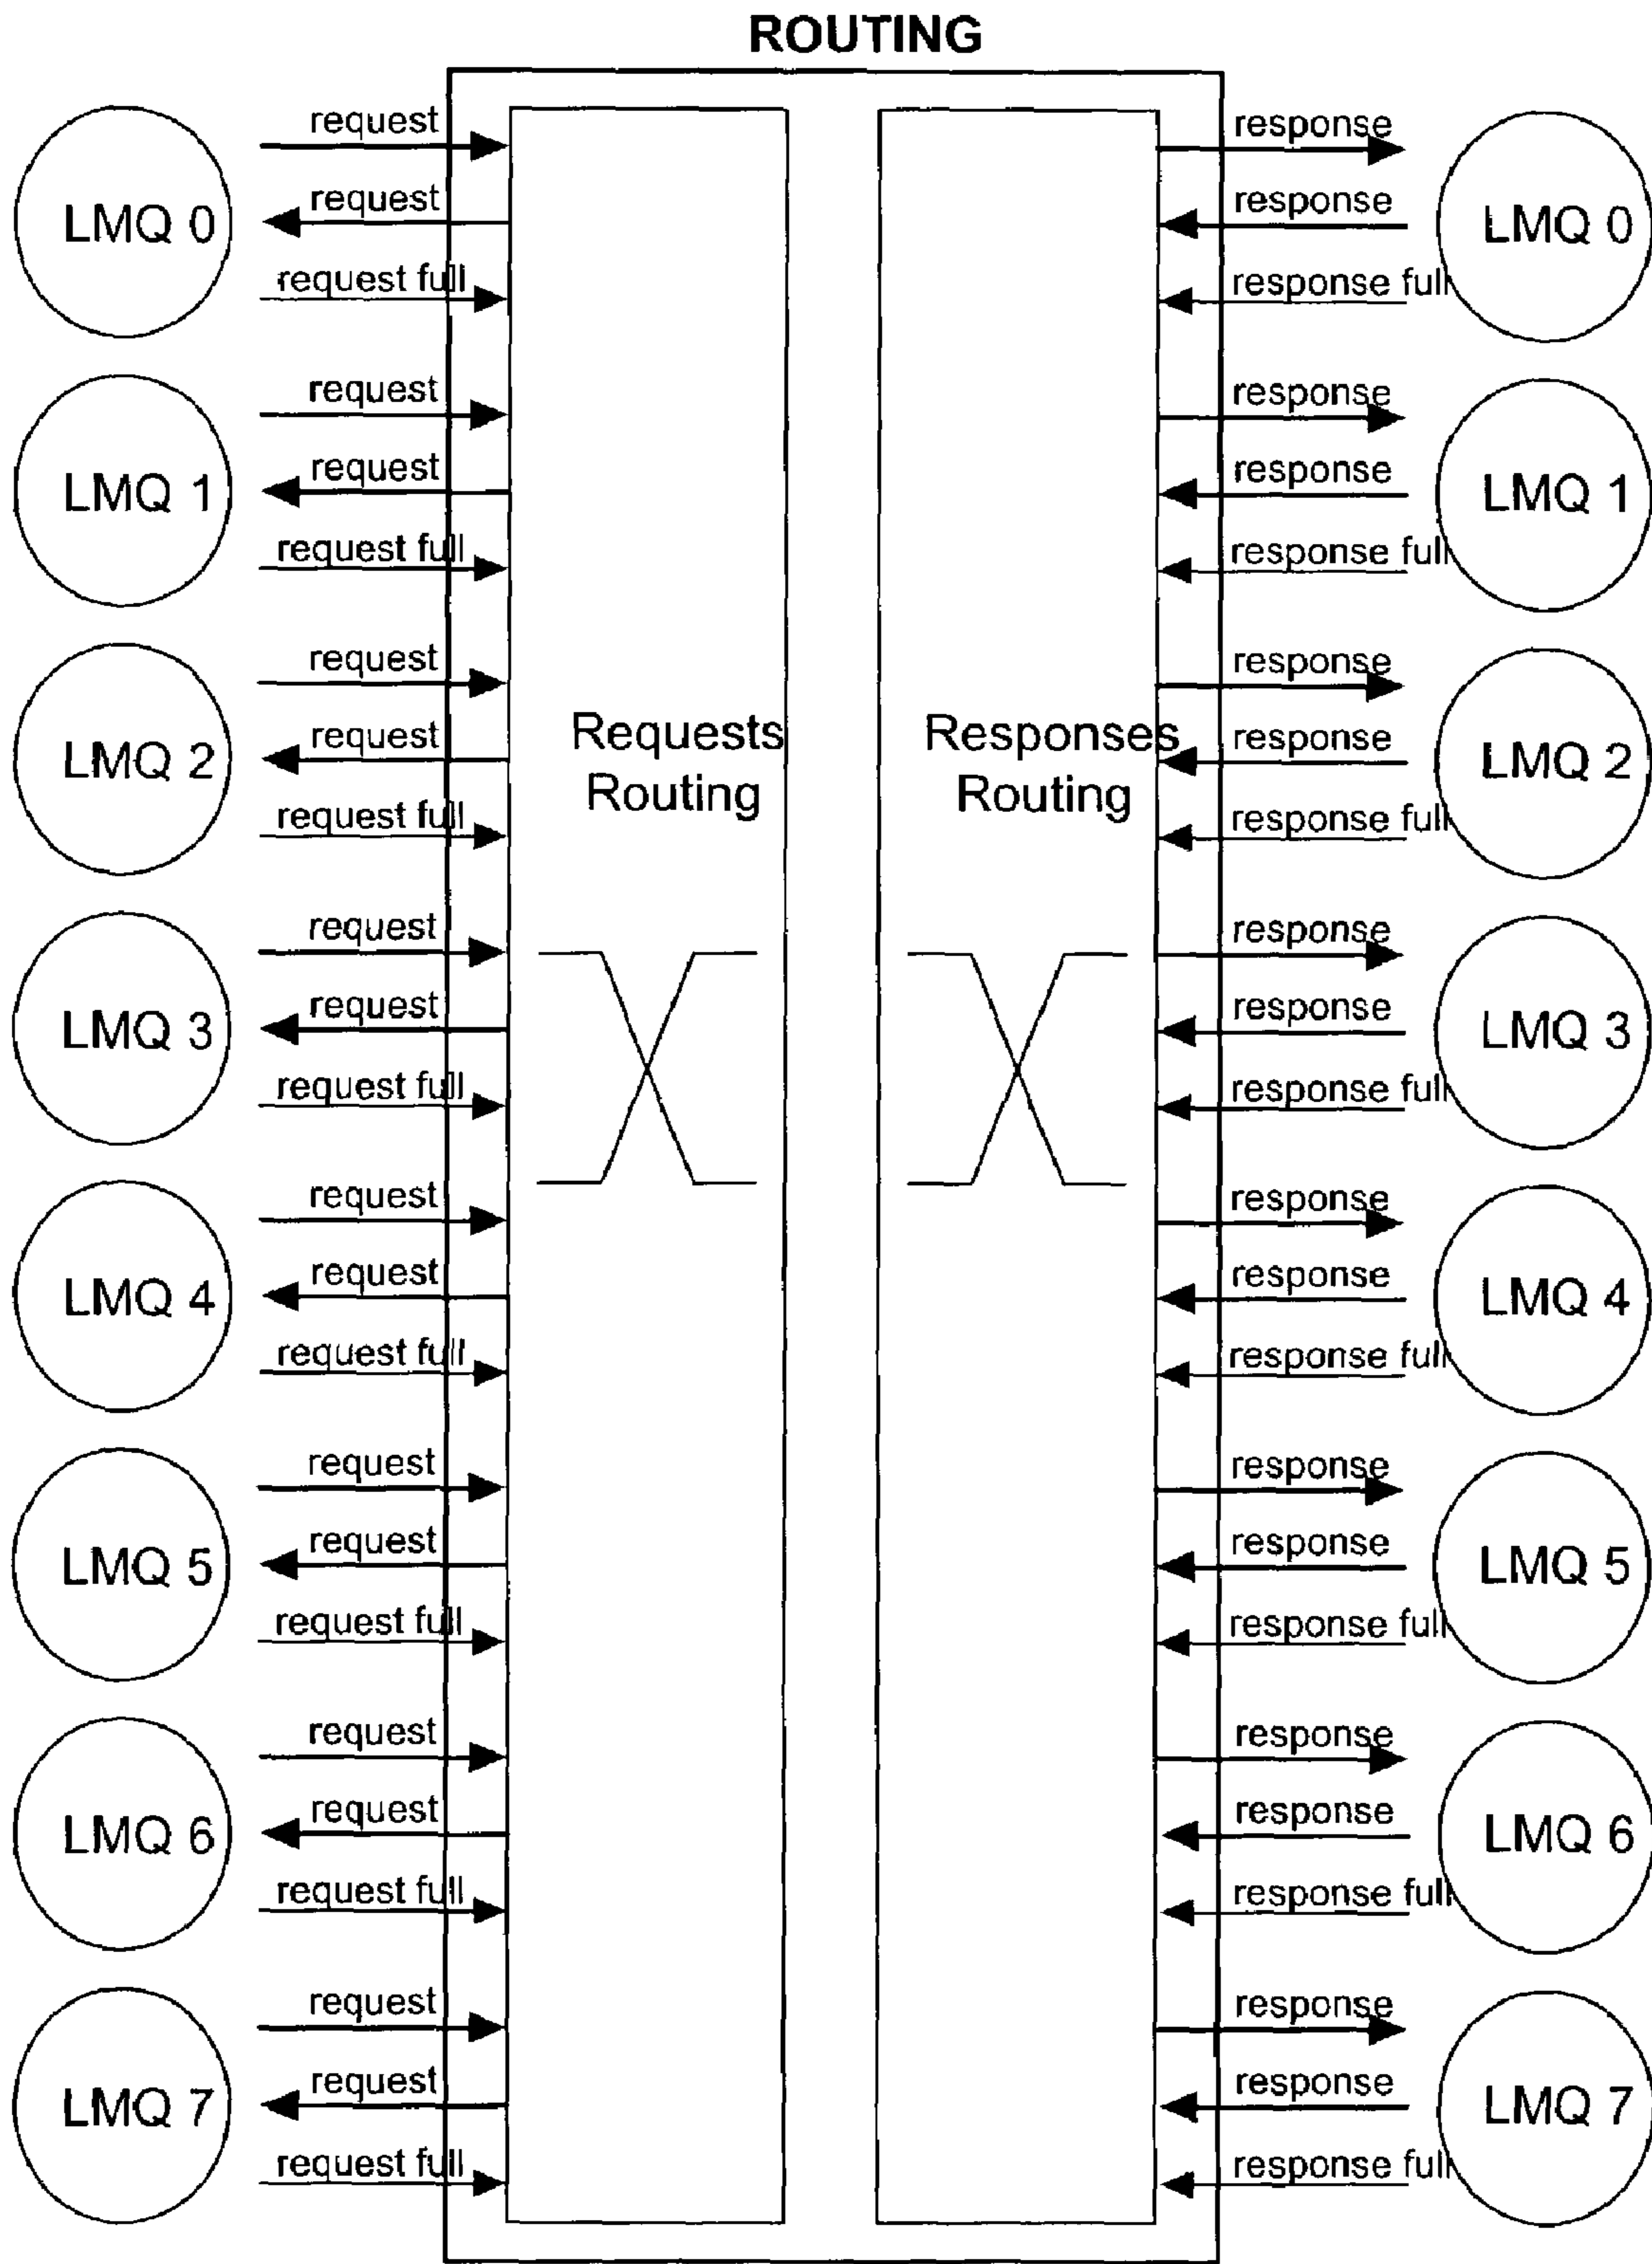 ROUTING
request
response
LMQ 0
request
response
LMQ 0
request full
response full
request
response
LMQ 1
request
response
LMQ 1
request full
response full
request
response
Requests
Routing
Responses
Routing
LMQ 2
request
response
LMQ 2
request full
response full
request
response
LMQ 3
request
response
LMQ 3
request full
response full
request
response
LMQ 4
request
response
LMQ 4
request full
response full
request
response
LMQ 5
request
response
LMQ 5
request full
response full
request
response
LMQ 6
request
response
LMQ 6
request full
response full
request
response
LMQ 7
request
response
LMQ 7
request full
response full